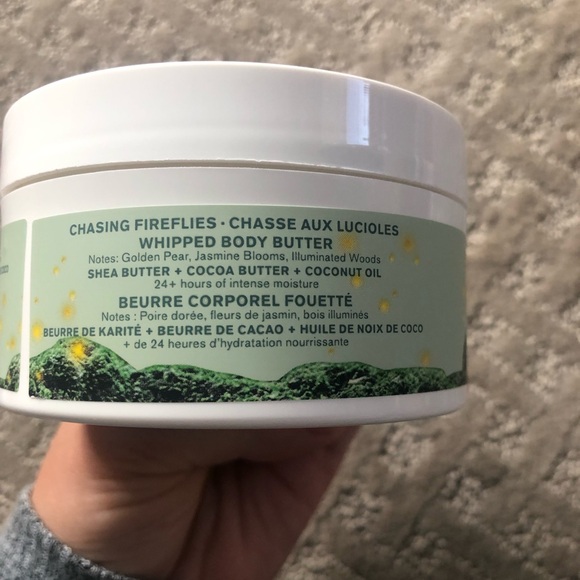 CHASING FIREFLIES · CHASSE AUX LUCIOLES
WHIPPED BODY BUTTER
Notes: Golden Pear, Jasmine Blooms, Illuminated Woods
SHEA BUTTER + COCOA BUTTER + COCONUT OIL
24+ hours of intense moisture
BEURRE CORPOREL FOUETTÉ
Notes : Poire dorée, fleurs de jasmin, bois illuminés
BEURRE DE KARITÉ + BEURRE DE CACAO + HUILE DE NOIX DE COCO
+ de 24 heures d'hydratation nourrissante